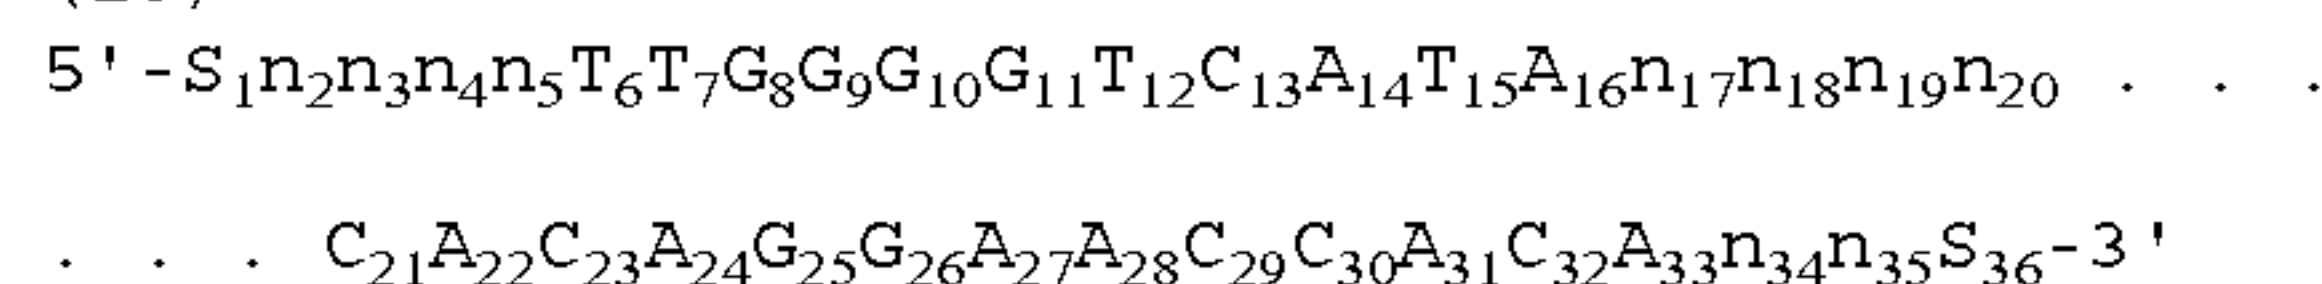 5'-S₁n₂n₃n₄n₅T₆T₇G₈G₉G₁₀G₁₁T₁₂C₁₃A₁₄T₁₅A₁₆n₁₇n₁₈n₁₉n₂₀ . . .
. . . C₂₁A₂₂C₂₃A₂₄G₂₅G₂₆A₂₇A₂₈C₂₉C₃₀A₃₁C₃₂A₃₃n₃₄n₃₅S₃₆-3'